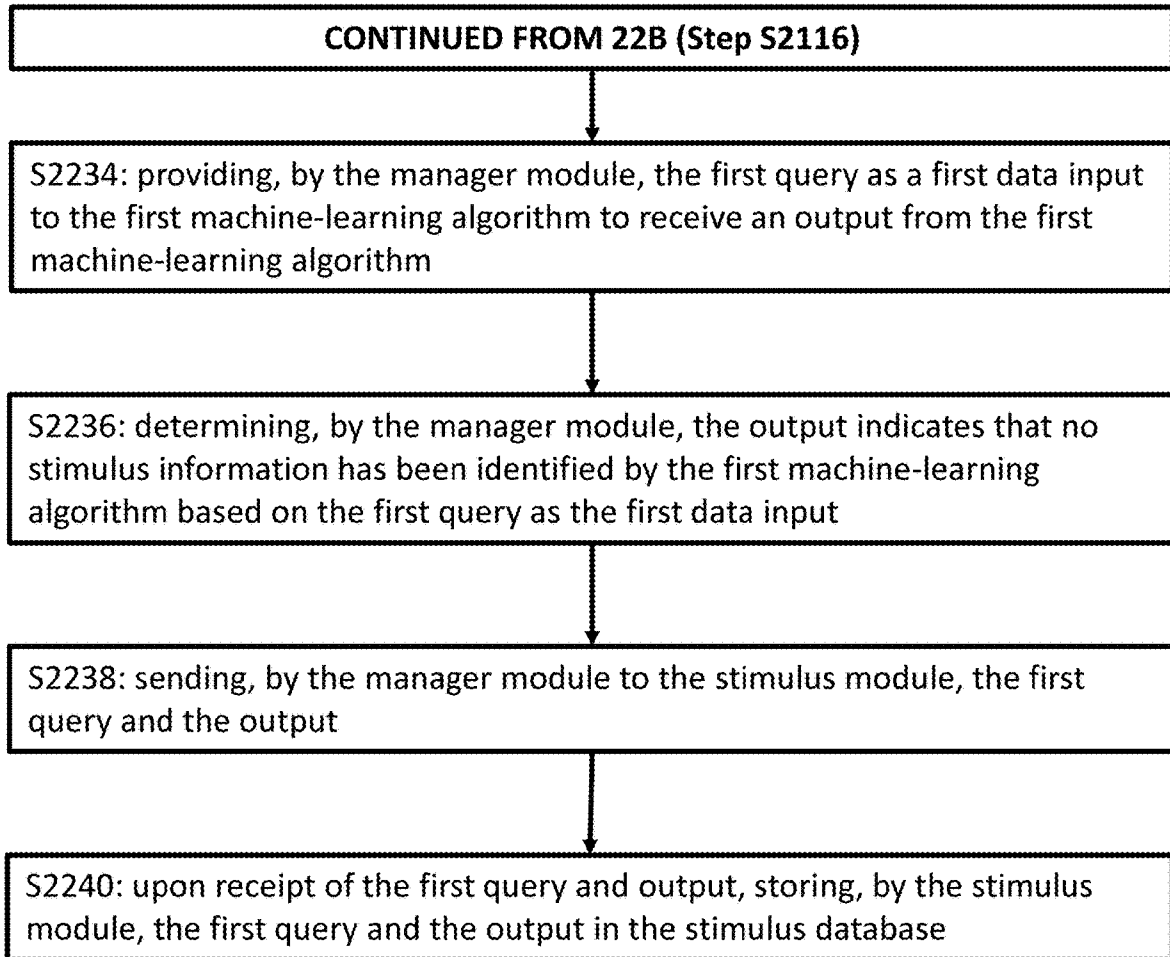 CONTINUED FROM 22B (Step S2116)
S2234: providing, by the manager module, the first query as a first data input
to the first machine-learning algorithm to receive an output from the first
machine-learning algorithm
S2236: determining, by the manager module, the output indicates that no
stimulus information has been identified by the first machine-learning
algorithm based on the first query as the first data input
S2238: sending, by the manager module to the stimulus module, the first
query and the output
S2240: upon receipt of the first query and output, storing, by the stimulus
module, the first query and the output in the stimulus database